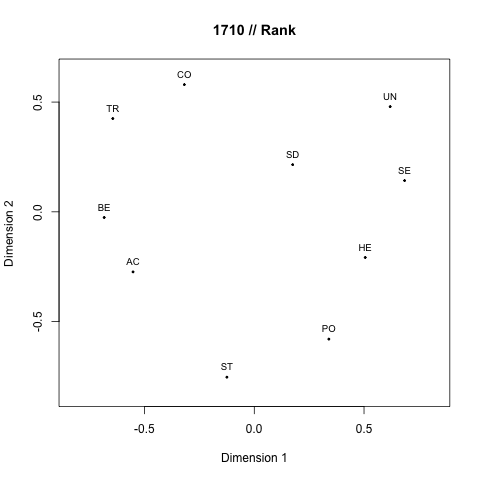 1710 // Rank
CO
UN
TR
SD
SE
BE
HE
AC
PO
ST
0.5
0.0
-0.5
Dimension 2
-0.5
0.0
0.5
Dimension 1